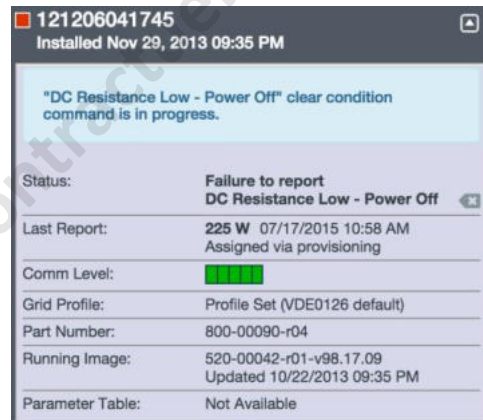 121206041745
Installed Nov 29, 2013 09:35 PM
"DC Resistance Low - Power Off" clear condition
command is in progress.
Status: Failure to report
DC Resistance Low - Power Off
Last Report: 225 W 07/17/2015 10:58 AM
Assigned via provisioning
Comm Level:
Grid Profile: Profile Set (VDE0126 default)
Part Number: 800-00090-r04
Running Image: 520-00042-r01-v98.17.09
Updated 10/22/2013 09:35 PM
Parameter Table: Not Available